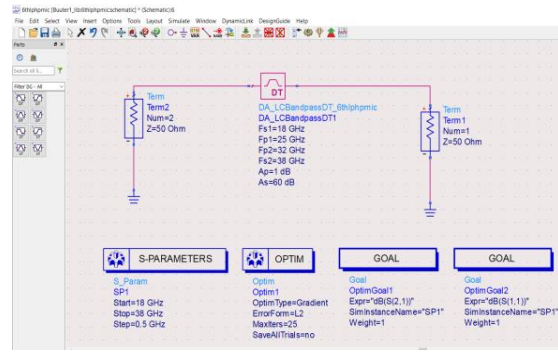 6thlphpmic [Buuter1_lib:6thlphpmic:schematic] * (Schematic):6
File Edit Select View Insert Options Tools Layout Simulate Window DynamicLink DesignGuide Help
Parts
Filter DG - All
DT
Term
Term2
Num=2
Z=50 Ohm
DA_LCBandpassDT_6thlphpmic
DA_LCBandpassDT1
Fs1=18 GHz
Fp1=25 GHz
Fp2=32 GHz
Fs2=38 GHz
Ap=1 dB
As=60 dB
Term
Term1
Num=1
Z=50 Ohm
S-PARAMETERS
S_Param
SP1
Start=18 GHz
Stop=38 GHz
Step=0.5 GHz
OPTIM
Optim
Optim1
OptimType=Gradient
ErrorForm=L2
MaxIters=25
SaveAllTrials=no
GOAL
Goal
OptimGoal1
Expr="dB(S(2,1))"
SimInstanceName="SP1"
Weight=1
GOAL
Goal
OptimGoal2
Expr="dB(S(1,1))"
SimInstanceName="SP1"
Weight=1